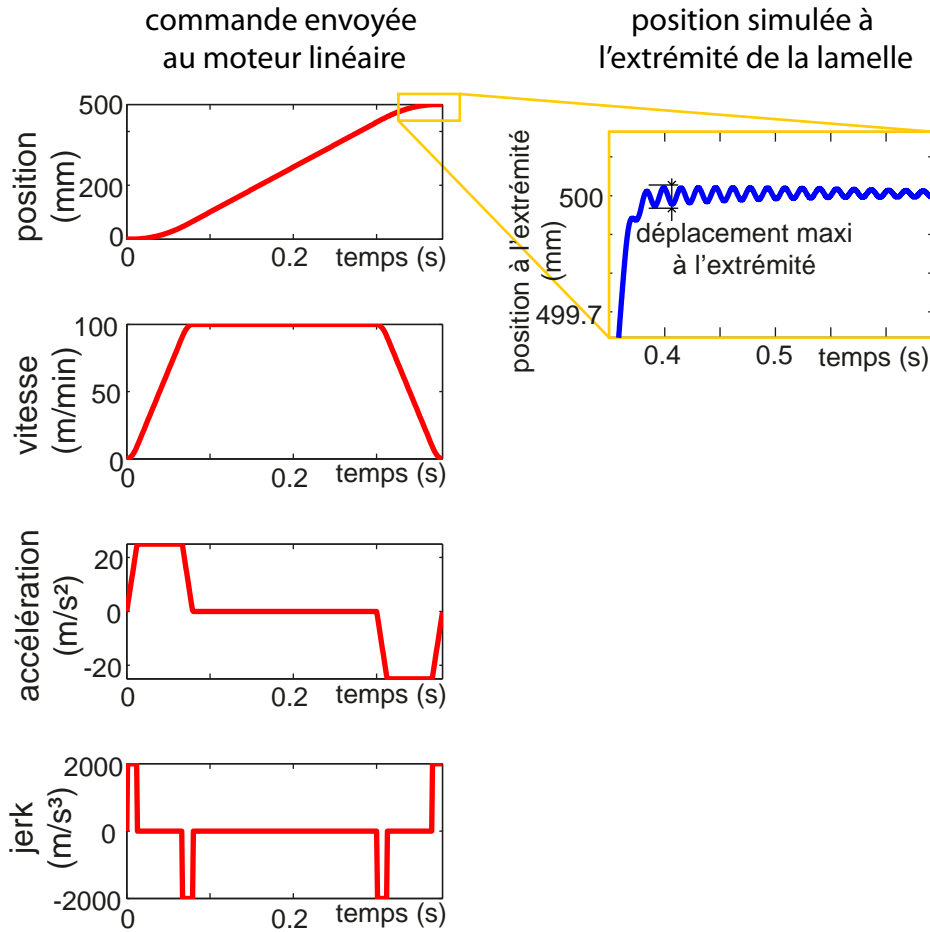 commande envoyée
au moteur linéaire
position simulée à
l'extrémité de la lamelle
position
(mm)
500
200
0
0.2
temps (s)
position à l'extrémité
(mm)
500
499.7
déplacement maxi
à l'extrémité
0.4
0.5
temps (s)
vitesse
(m/min)
100
50
0
0
0.2
temps (s)
accélération
(m/s²)
20
0
-20
0
0.2
temps (s)
jerk
(m/s³)
2000
0
-2000
0
0.2
temps (s)